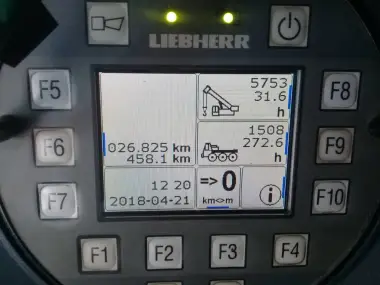 LIEBHERR
F5
F6
F7
F8
F9
F10
F1
F2
F3
F4
5753
31.6
h
026.825 km
458.1 km
1508
272.6
h
12 20
2018-04-21
=>0
km<>m
i